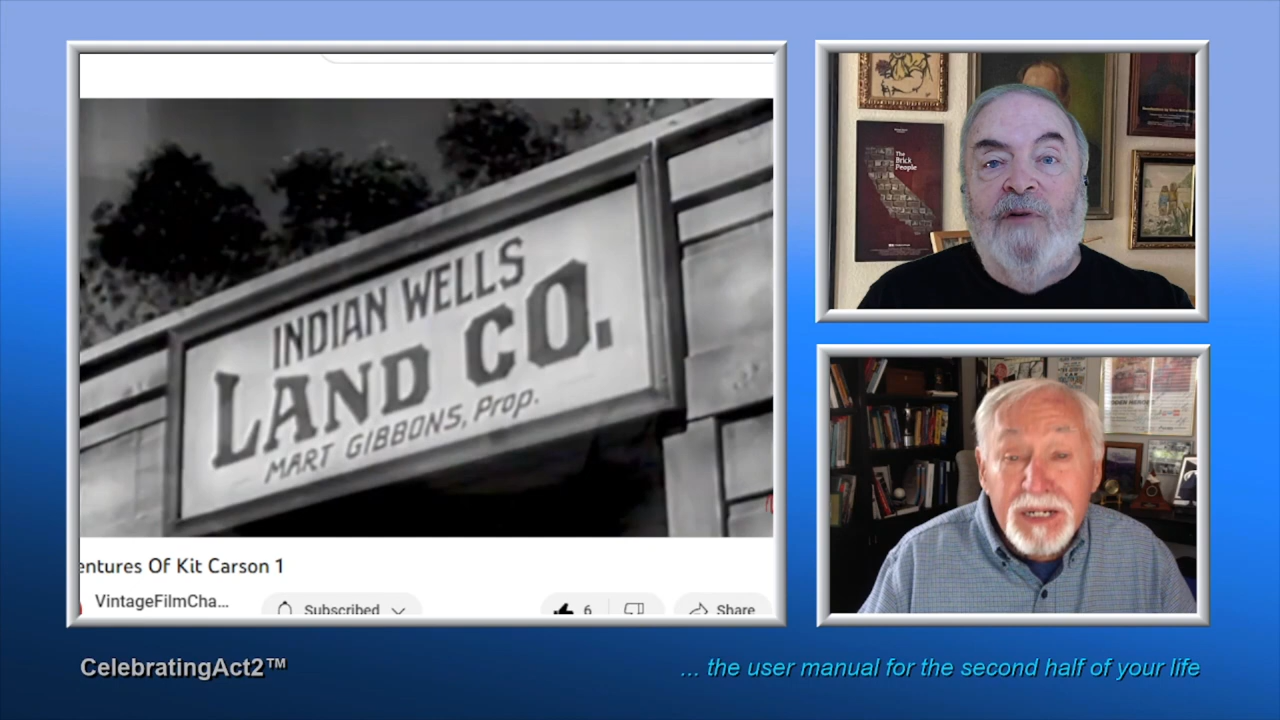 INDIAN WELLS
LAND CO.
MART GIBBONS, Prop.
entures Of Kit Carson 1
VintageFilmCha...
Subscribed
6
Share
The
Brick
People
CelebratingAct2™
... the user manual for the second half of your life